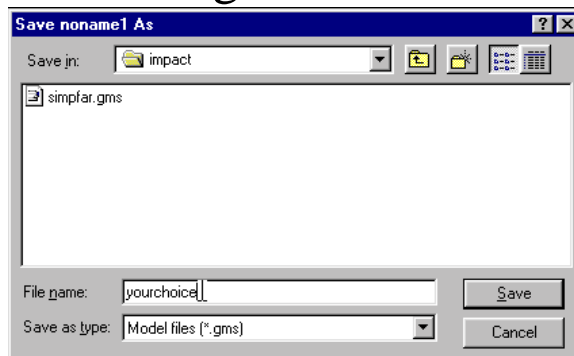 Save noname1 As
Save in: impact
simpfar.gms
File name: yourchoice
Save
Save as type: Model files (*.gms)
Cancel